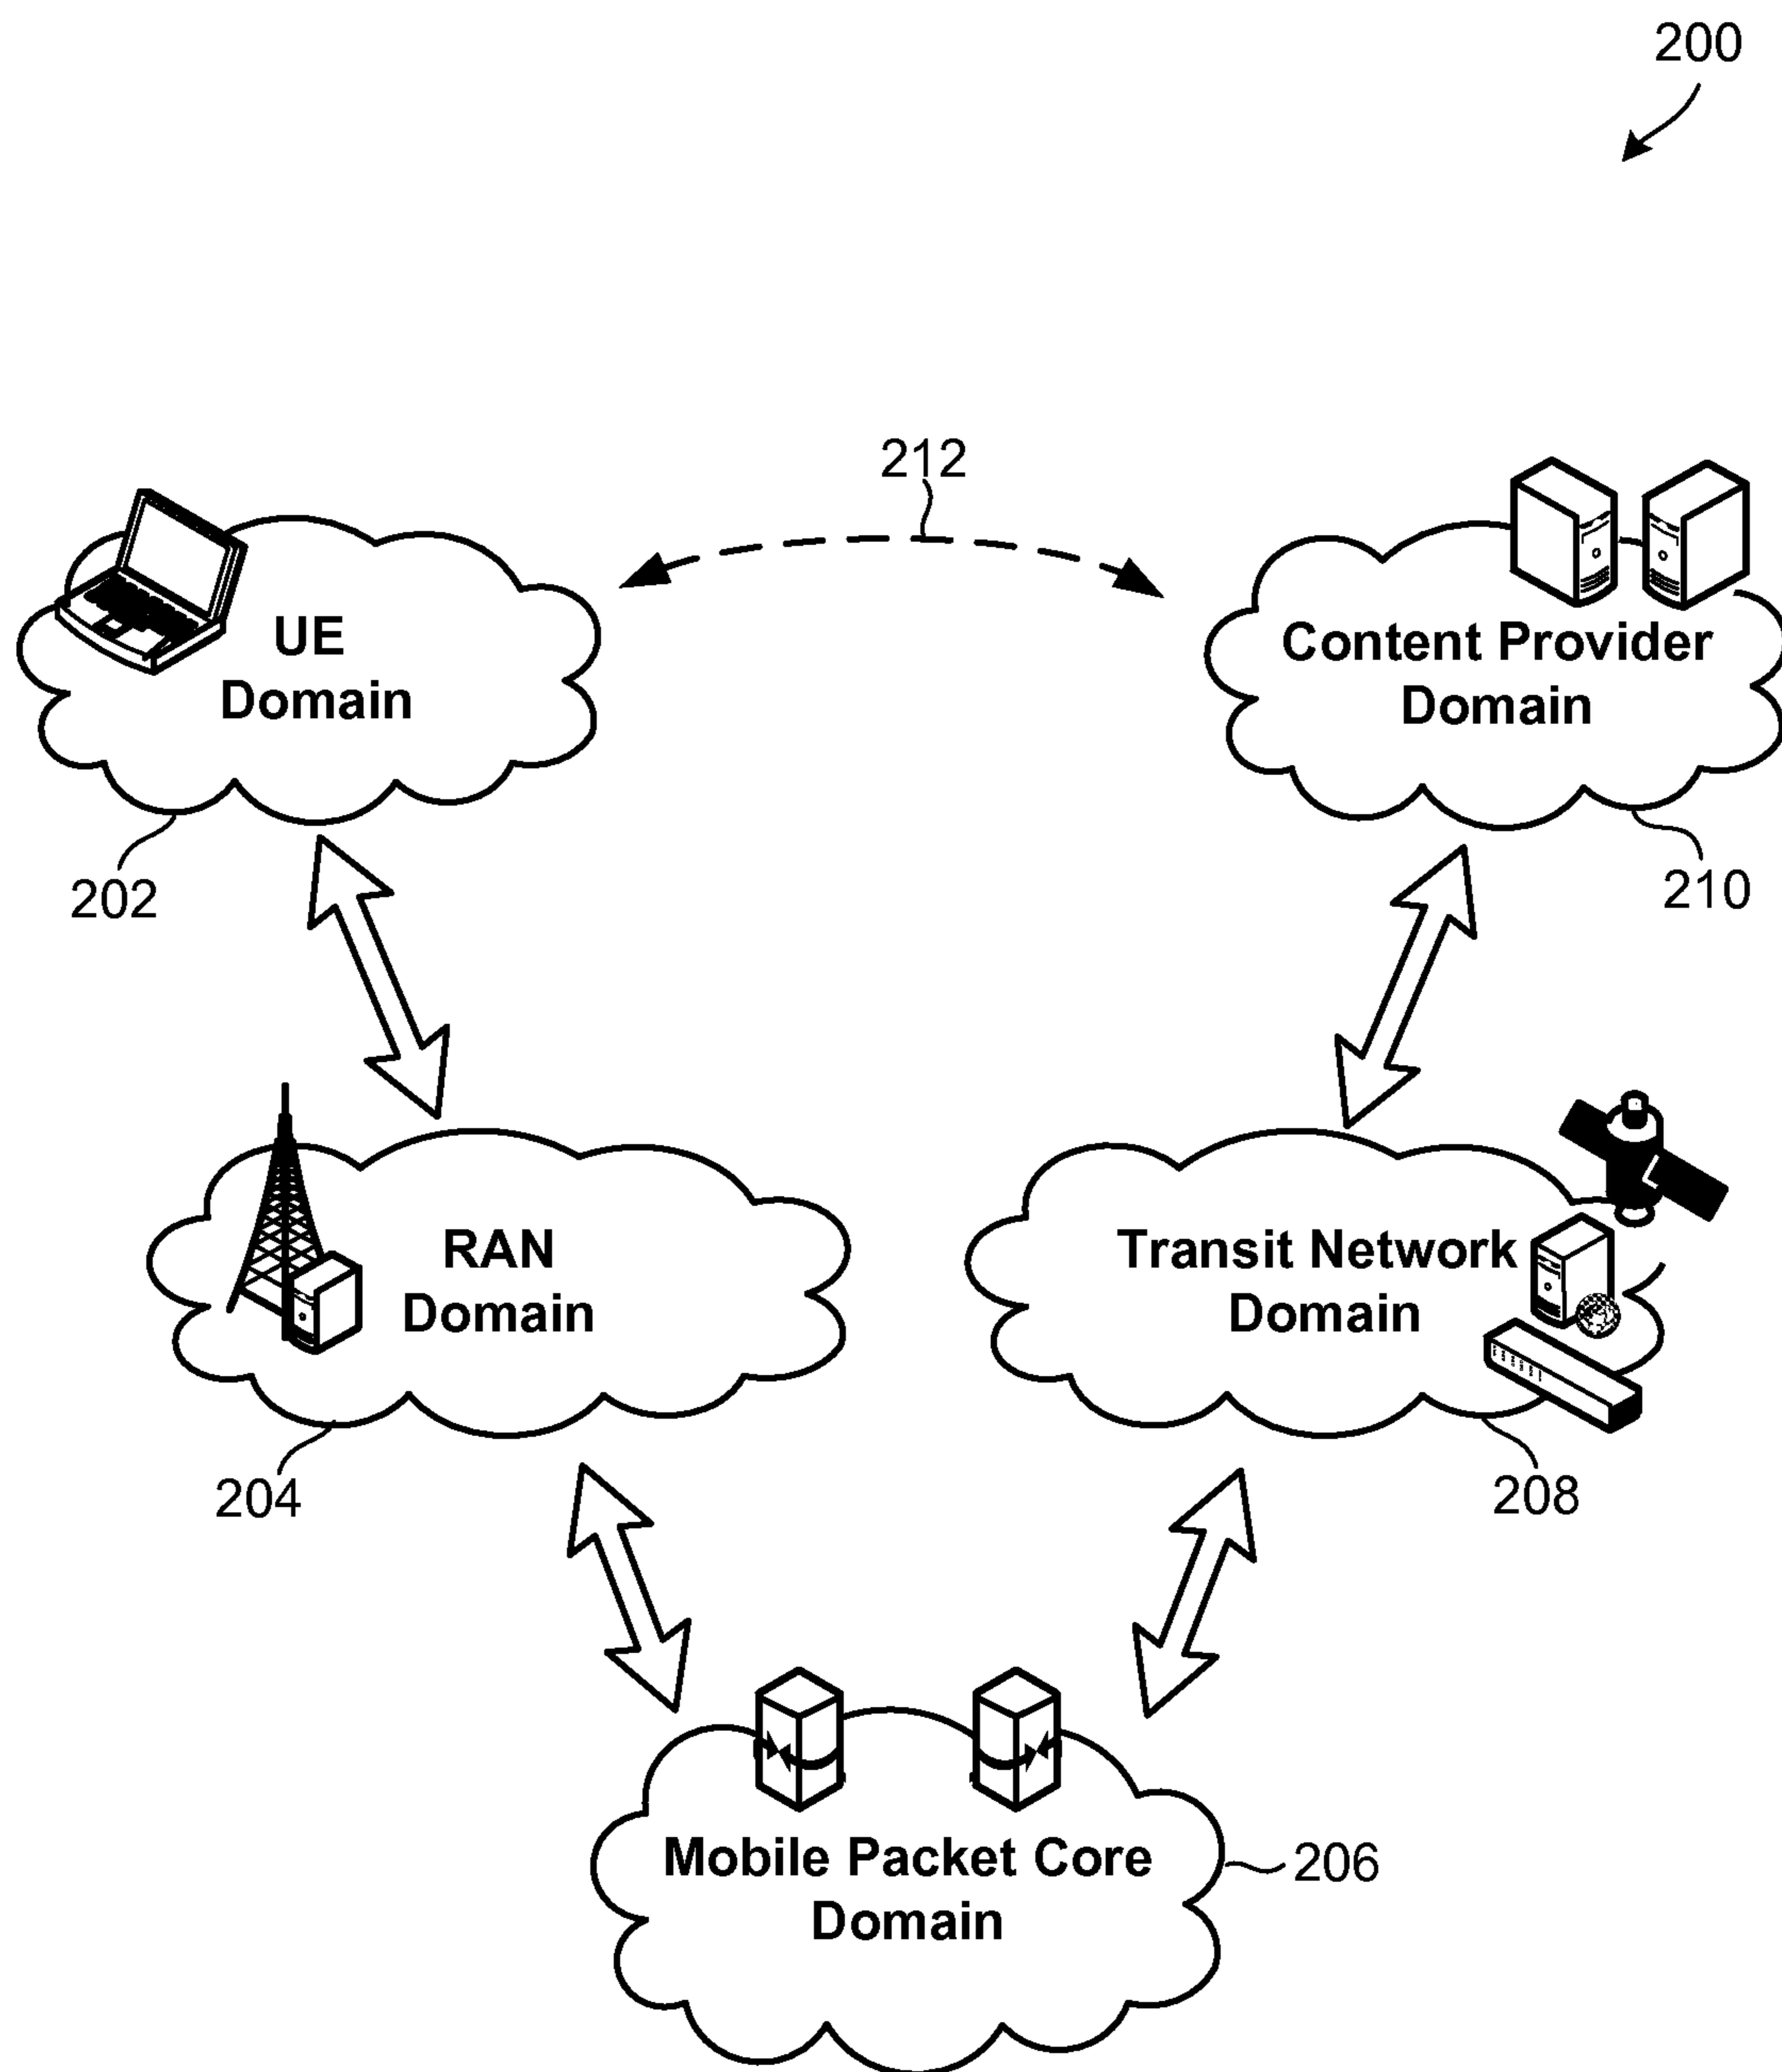 200
212
UE
Domain
Content Provider
Domain
202
210
RAN
Domain
Transit Network
Domain
204
208
Mobile Packet Core
Domain
206